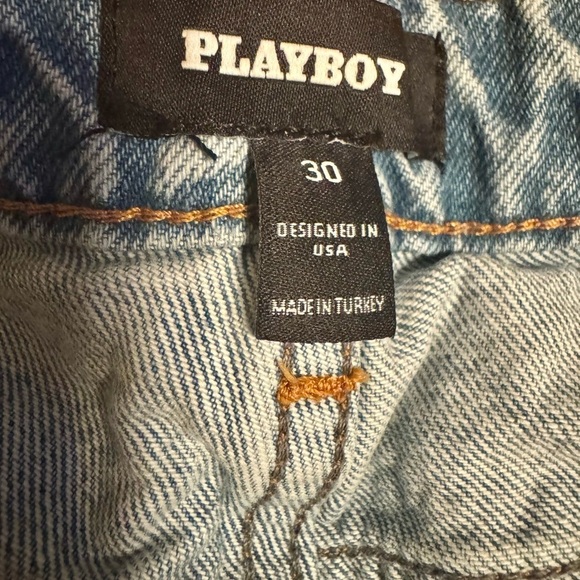 PLAYBOY
30
DESIGNED IN
USA
MADE IN TURKEY